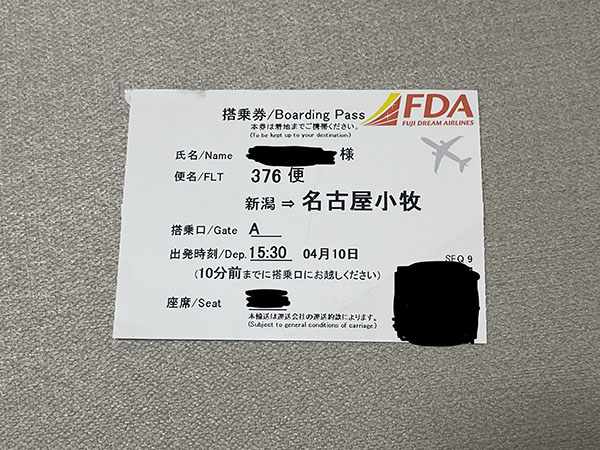 搭乗券/Boarding Pass
FDA
FUJI DREAM AIRLINES
本券は着地までご携帯ください。
(To be kept up to your destination)
氏名/Name 様
便名/FLT 376 便
新潟 ⇒ 名古屋小牧
搭乗口/Gate A
出発時刻/Dep. 15:30 04月10日
(10分前までに搭乗口にお越しください)
SEQ 9
座席/Seat
本輸送は運送会社の運送約款によります。
(Subject to general conditions of carriage)